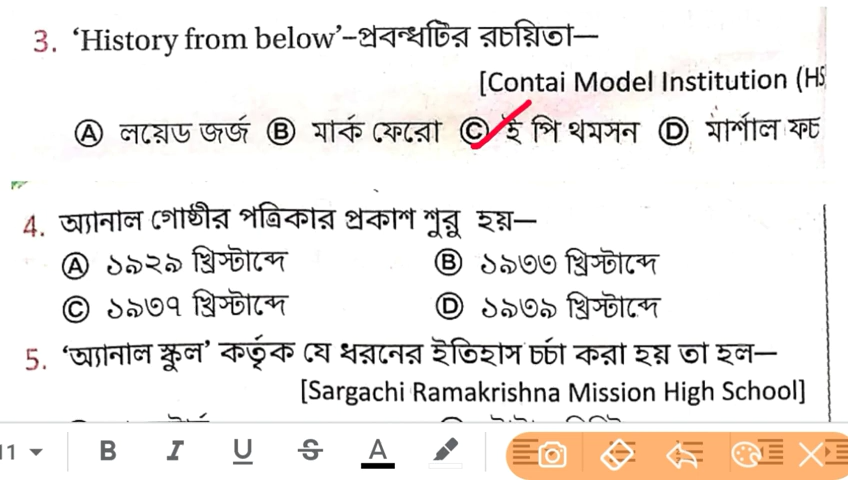 3. ‘History from below’–প্রবন্ধটির রচয়িতা—
[Contai Model Institution (HS
Ⓐ লয়েড জর্জ Ⓑ মার্ক ফেরো Ⓒ ই পি থমসন Ⓓ মার্শাল ফচ
4. অ্যানাল গোষ্ঠীর পত্রিকার প্রকাশ শুরু হয়—
Ⓐ ১৯২৯ খ্রিস্টাব্দে Ⓑ ১৯৩৩ খ্রিস্টাব্দে
Ⓒ ১৯৩৭ খ্রিস্টাব্দে Ⓓ ১৯৩৯ খ্রিস্টাব্দে
5. ‘অ্যানাল স্কুল’ কর্তৃক যে ধরনের ইতিহাস চর্চা করা হয় তা হল—
[Sargachi Ramakrishna Mission High School]
11 B I U S A